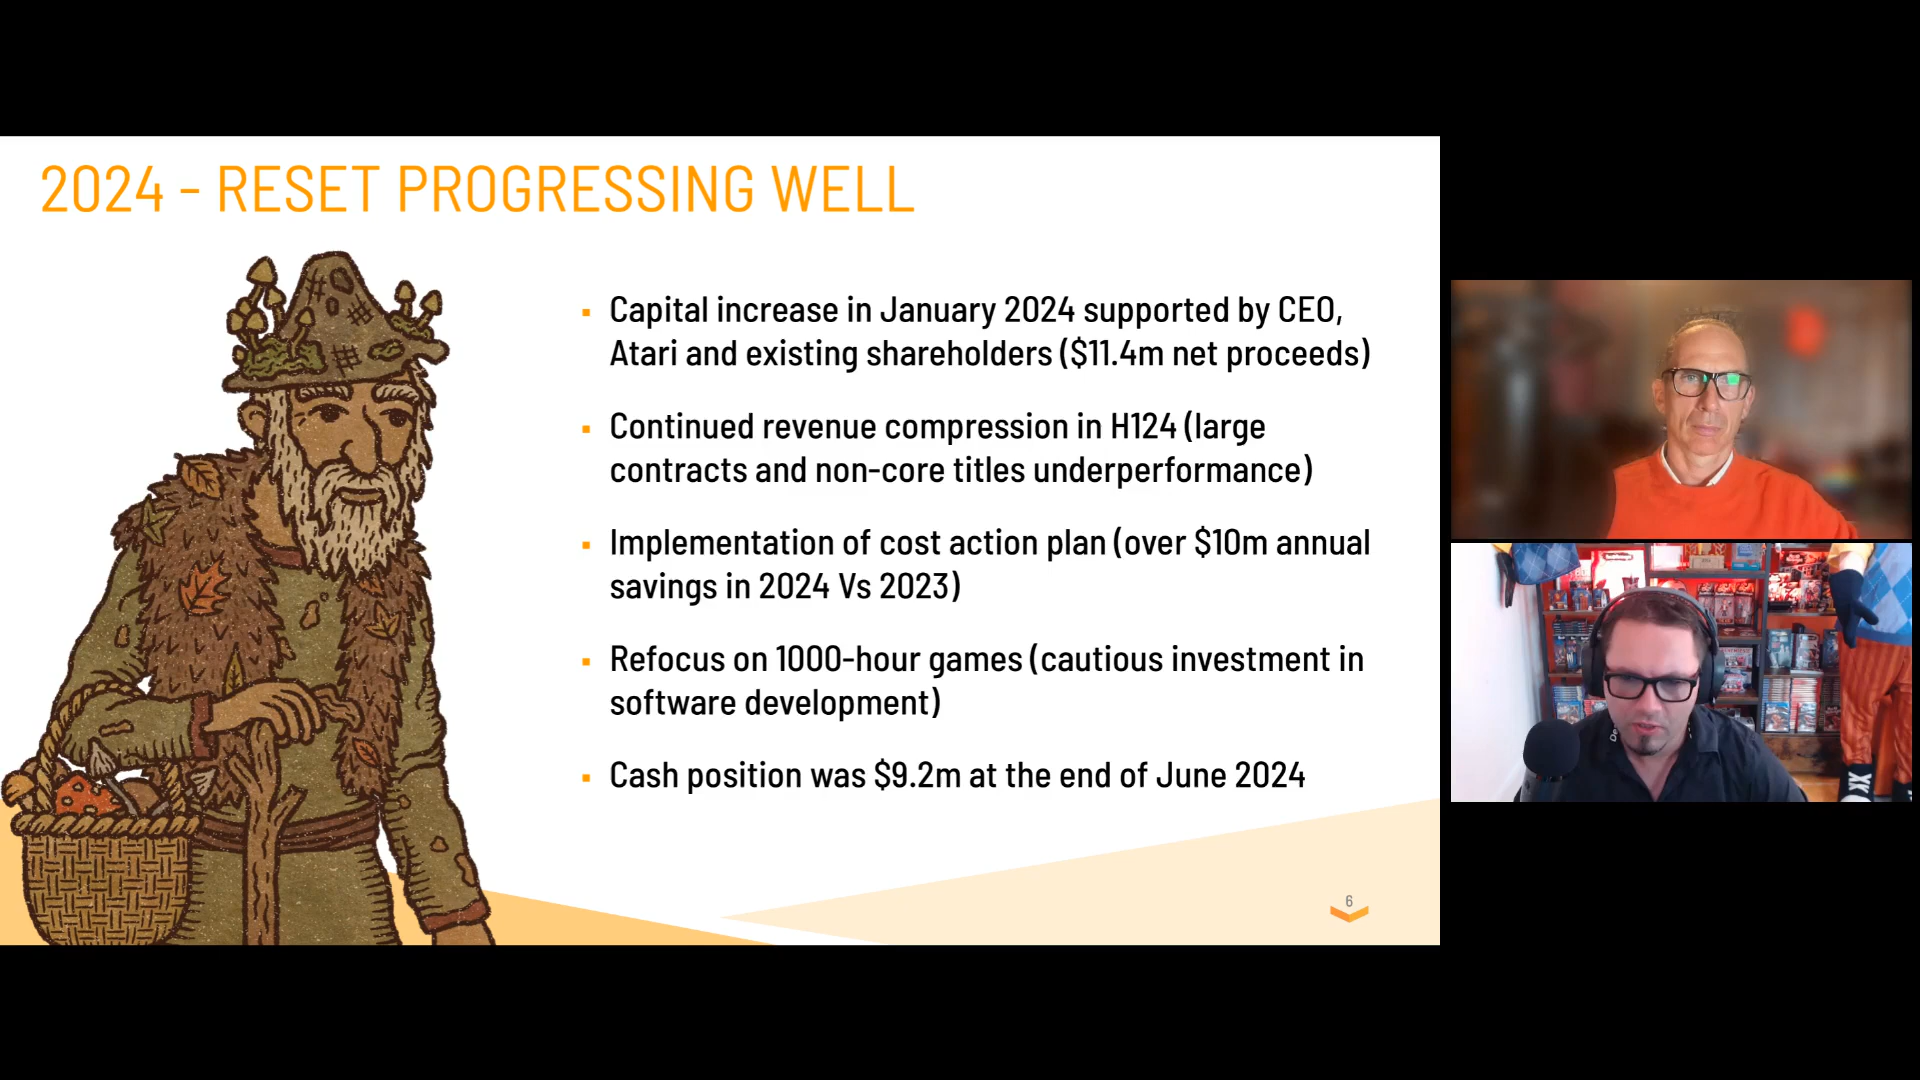 2024 - RESET PROGRESSING WELL
▪ Capital increase in January 2024 supported by CEO,
Atari and existing shareholders ($11.4m net proceeds)
▪ Continued revenue compression in H124 (large
contracts and non-core titles underperformance)
▪ Implementation of cost action plan (over $10m annual
savings in 2024 Vs 2023)
▪ Refocus on 1000-hour games (cautious investment in
software development)
▪ Cash position was $9.2m at the end of June 2024
6